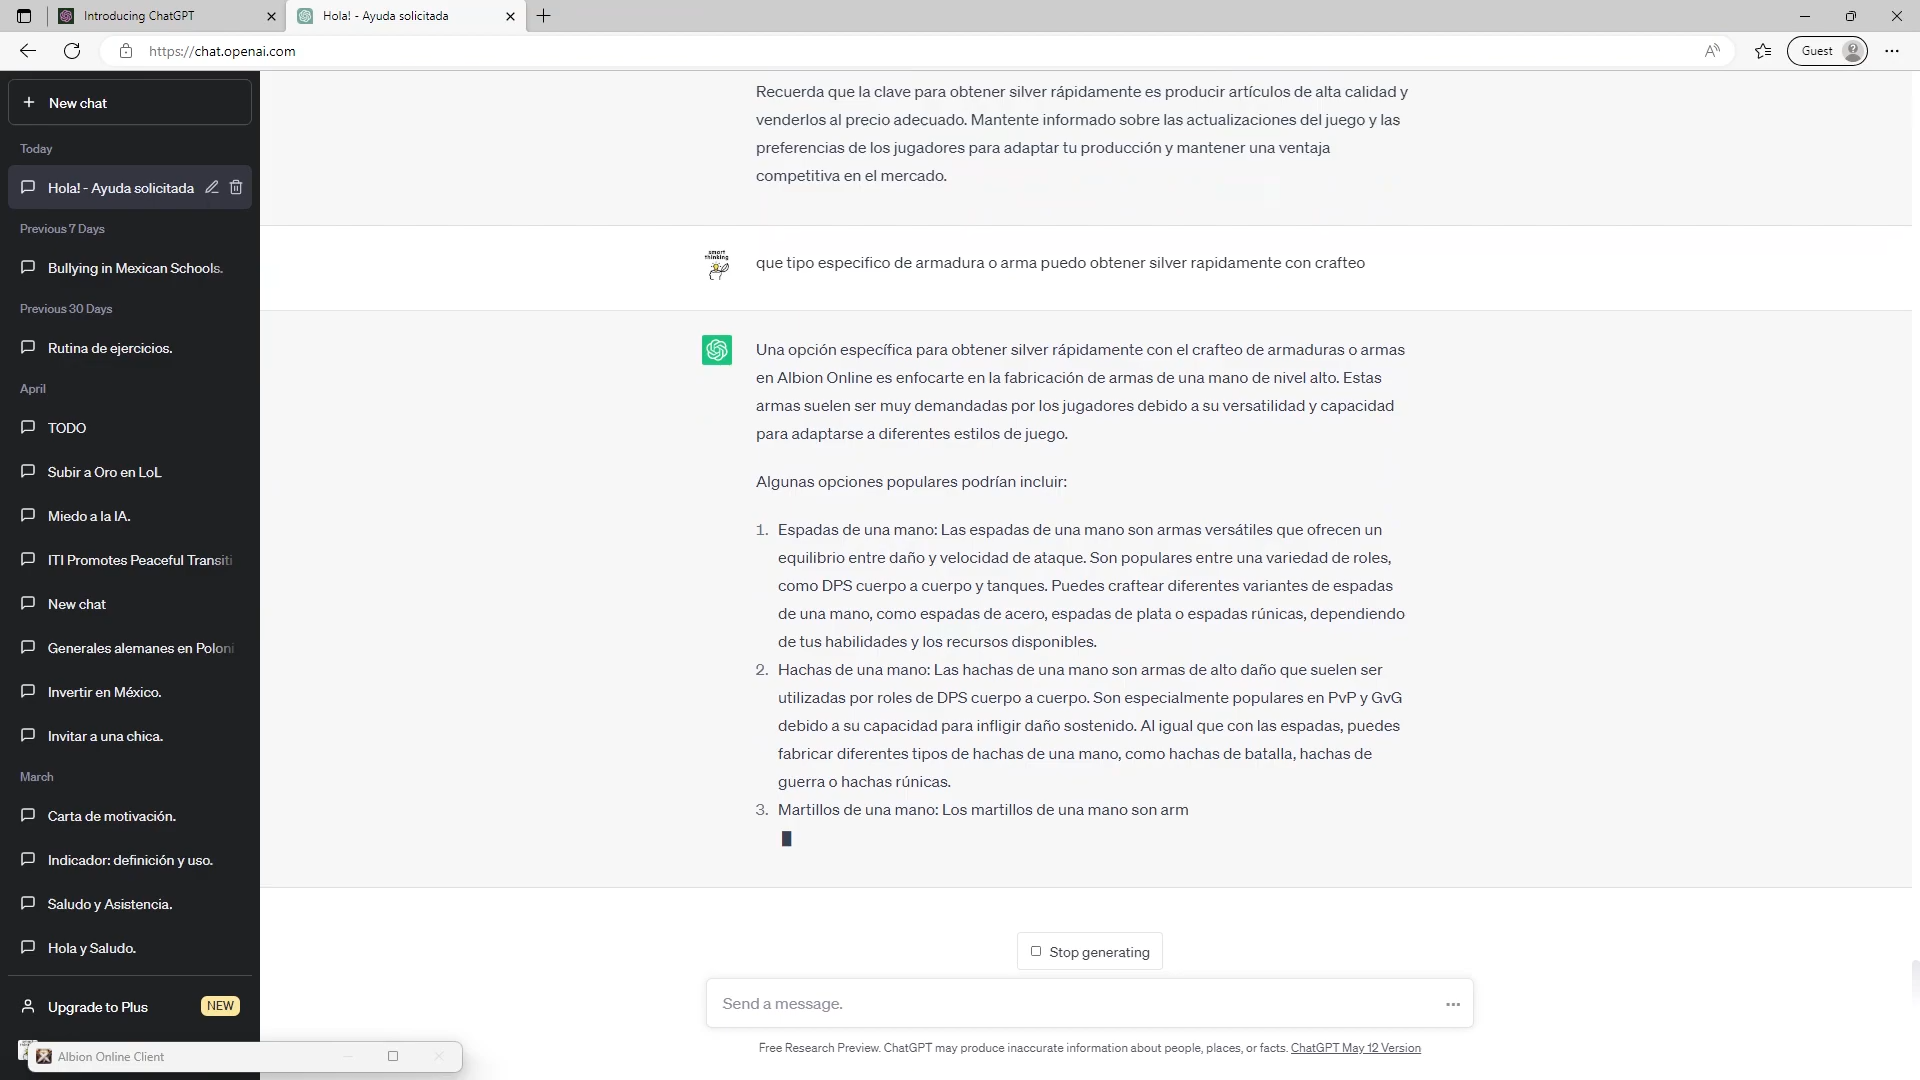 Introducing ChatGPT
Hola! - Ayuda solicitada
https://chat.openai.com
Guest
New chat
Today
Hola! - Ayuda solicitada
Previous 7 Days
Bullying in Mexican Schools.
Previous 30 Days
Rutina de ejercicios.
April
TODO
Subir a Oro en LoL
Miedo a la IA.
ITI Promotes Peaceful Transiti
New chat
Generales alemanes en Poloni
Invertir en México.
Invitar a una chica.
March
Carta de motivación.
Indicador: definición y uso.
Saludo y Asistencia.
Hola y Saludo.
Upgrade to Plus NEW
Albion Online Client
Recuerda que la clave para obtener silver rápidamente es producir artículos de alta calidad y
venderlos al precio adecuado. Mantente informado sobre las actualizaciones del juego y las
preferencias de los jugadores para adaptar tu producción y mantener una ventaja
competitiva en el mercado.
smart
thinking
que tipo especifico de armadura o arma puedo obtener silver rapidamente con crafteo
Una opción específica para obtener silver rápidamente con el crafteo de armaduras o armas
en Albion Online es enfocarte en la fabricación de armas de una mano de nivel alto. Estas
armas suelen ser muy demandadas por los jugadores debido a su versatilidad y capacidad
para adaptarse a diferentes estilos de juego.
Algunas opciones populares podrían incluir:
1. Espadas de una mano: Las espadas de una mano son armas versátiles que ofrecen un
equilibrio entre daño y velocidad de ataque. Son populares entre una variedad de roles,
como DPS cuerpo a cuerpo y tanques. Puedes craftear diferentes variantes de espadas
de una mano, como espadas de acero, espadas de plata o espadas rúnicas, dependiendo
de tus habilidades y los recursos disponibles.
2. Hachas de una mano: Las hachas de una mano son armas de alto daño que suelen ser
utilizadas por roles de DPS cuerpo a cuerpo. Son especialmente populares en PvP y GvG
debido a su capacidad para infligir daño sostenido. Al igual que con las espadas, puedes
fabricar diferentes tipos de hachas de una mano, como hachas de batalla, hachas de
guerra o hachas rúnicas.
3. Martillos de una mano: Los martillos de una mano son arm
Stop generating
Send a message.
Free Research Preview. ChatGPT may produce inaccurate information about people, places, or facts. ChatGPT May 12 Version